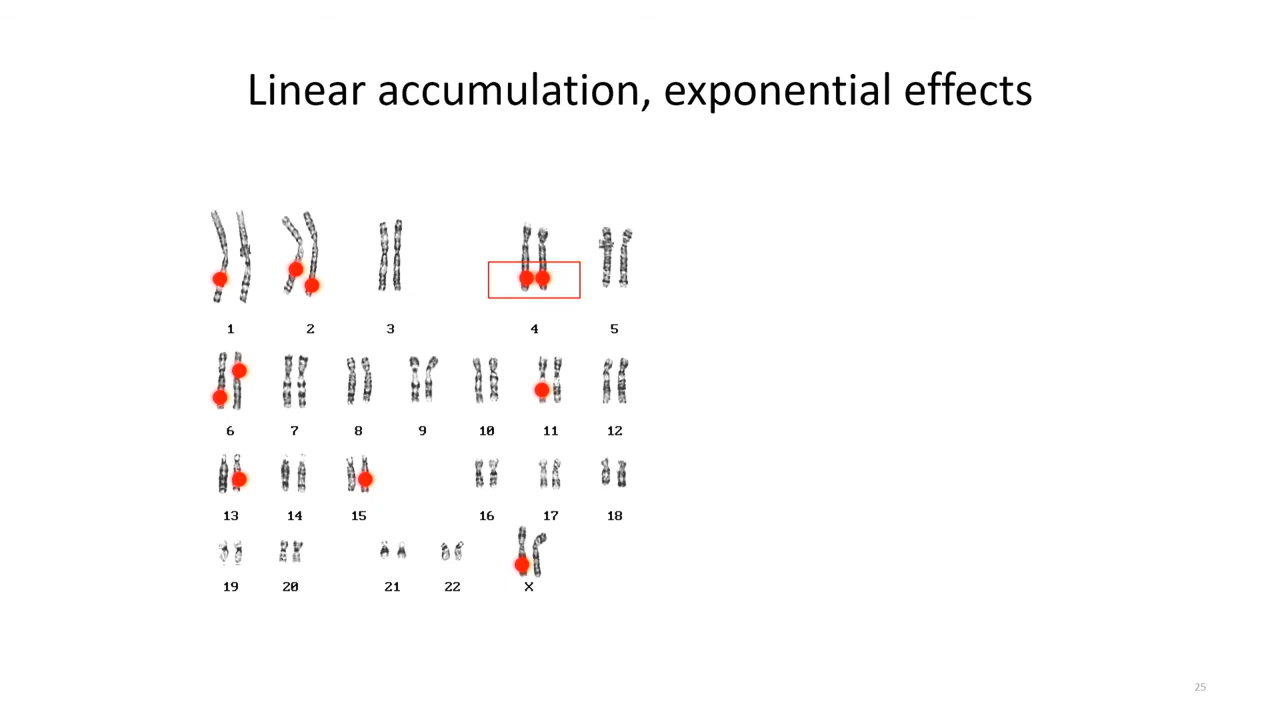 Linear accumulation, exponential effects
1 2 3 4 5
6 7 8 9 10 11 12
13 14 15 16 17 18
19 20 21 22 X
25